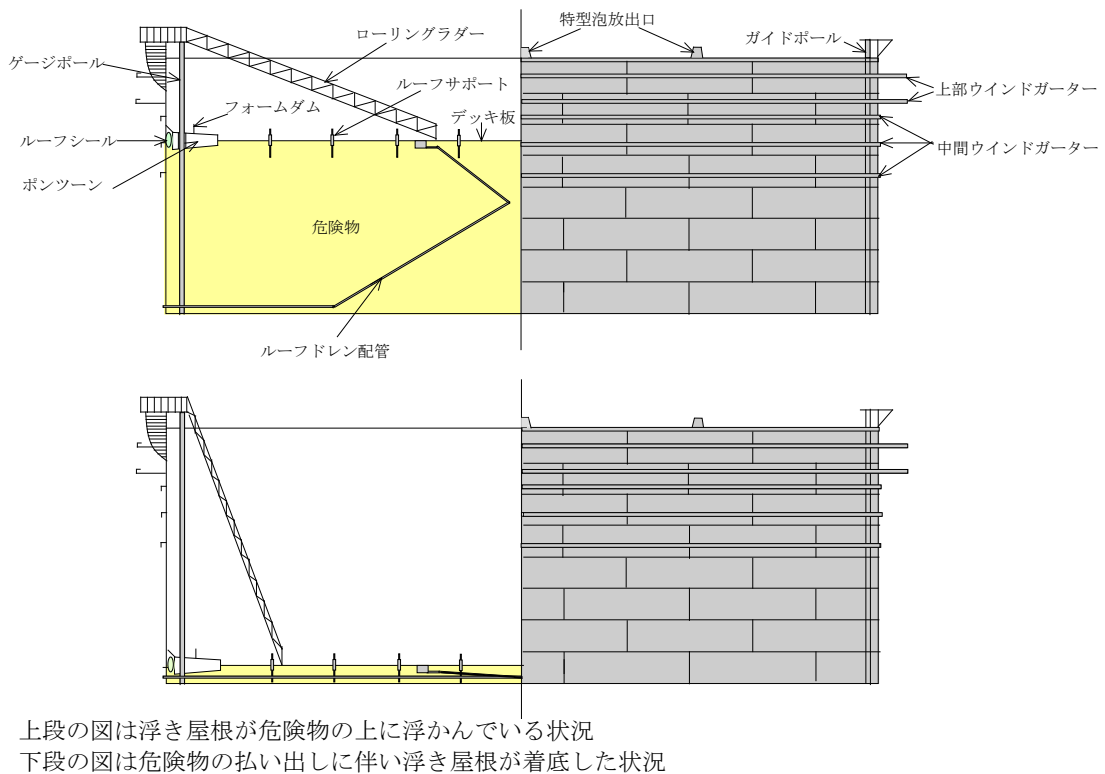 特型泡放出口
ローリングラダー
ガイドポール
ゲージポール
ルーフサポート
上部ウインドガーター
フォームダム
デッキ板
ルーフシール
中間ウインドガーター
ポンツーン
危険物
ルーフドレン配管
上段の図は浮き屋根が危険物の上に浮かんでいる状況
下段の図は危険物の払い出しに伴い浮き屋根が着底した状況